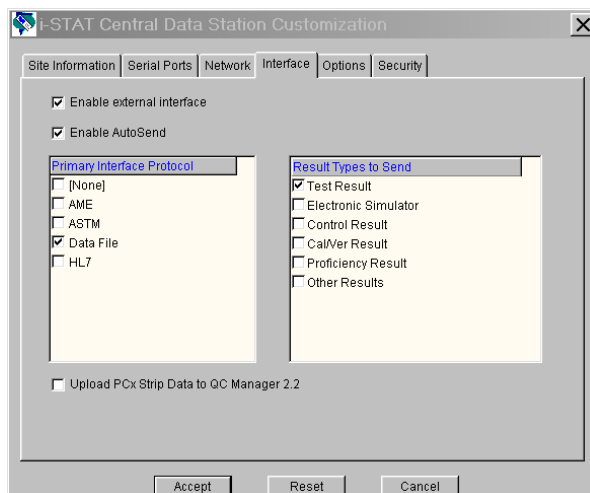 i-STAT Central Data Station Customization
Site Information Serial Ports Network Interface Options Security
Enable external interface
Enable AutoSend
Primary Interface Protocol
[None]
AME
ASTM
Data File
HL7
Result Types to Send
Test Result
Electronic Simulator
Control Result
Cal/Ver Result
Proficiency Result
Other Results
Upload PCx Strip Data to QC Manager 2.2
Accept Reset Cancel